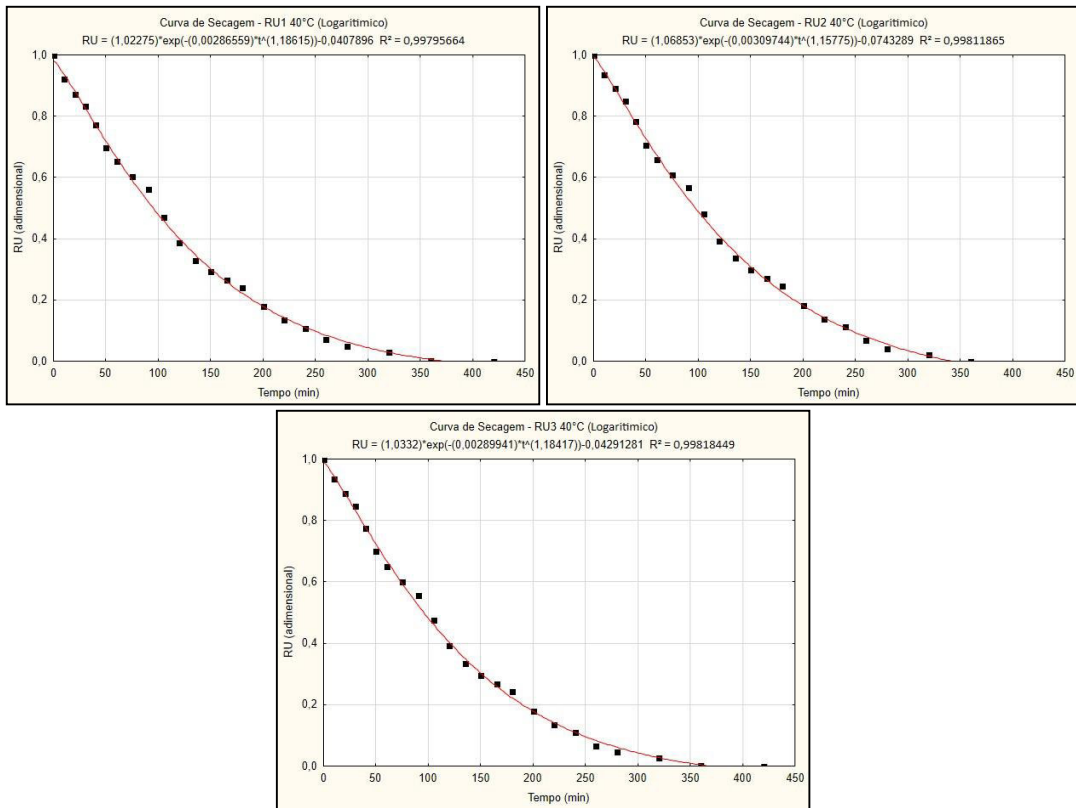 Curva de Secagem - RU1 40°C (Logaritimico)
RU = (1,02275)*exp(-(0,00286559)*t^(1,18615))-0,0407896 R² = 0,99795664
1,0
0,8
0,6
0,4
0,2
0,0
RU (adimensional)
0 50 100 150 200 250 300 350 400 450
Tempo (min)
Curva de Secagem - RU2 40°C (Logaritimico)
RU = (1,06853)*exp(-(0,00309744)*t^(1,15775))-0,0743289 R² = 0,99811865
1,0
0,8
0,6
0,4
0,2
0,0
RU (adimensional)
0 50 100 150 200 250 300 350 400 450
Tempo (min)
Curva de Secagem - RU3 40°C (Logaritimico)
RU = (1,0332)*exp(-(0,00289941)*t^(1,18417))-0,04291281 R² = 0,99818449
1,0
0,8
0,6
0,4
0,2
0,0
RU (adimensional)
0 50 100 150 200 250 300 350 400 450
Tempo (min)